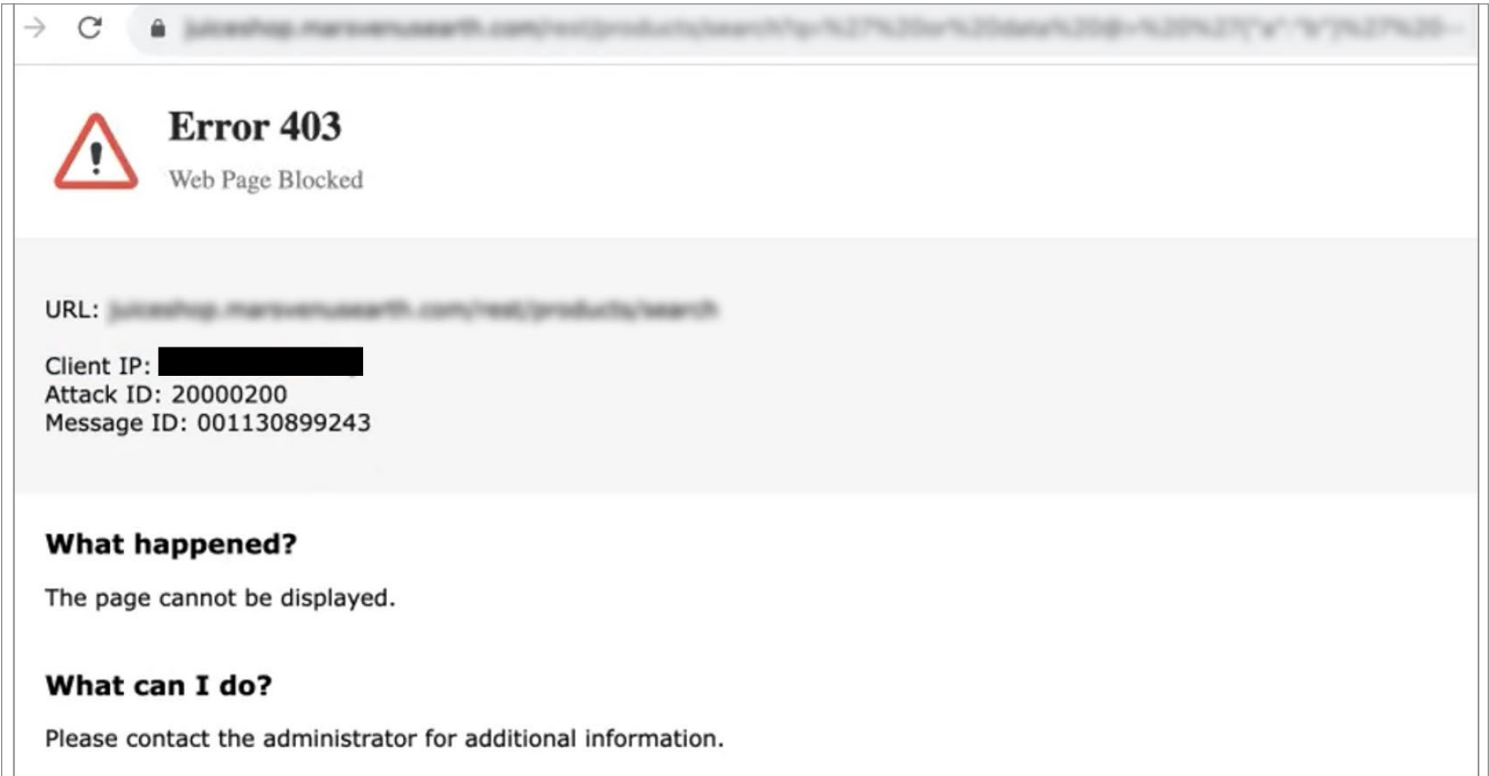 Error 403
Web Page Blocked
URL:
Client IP:
Attack ID: 20000200
Message ID: 001130899243
What happened?
The page cannot be displayed.
What can I do?
Please contact the administrator for additional information.